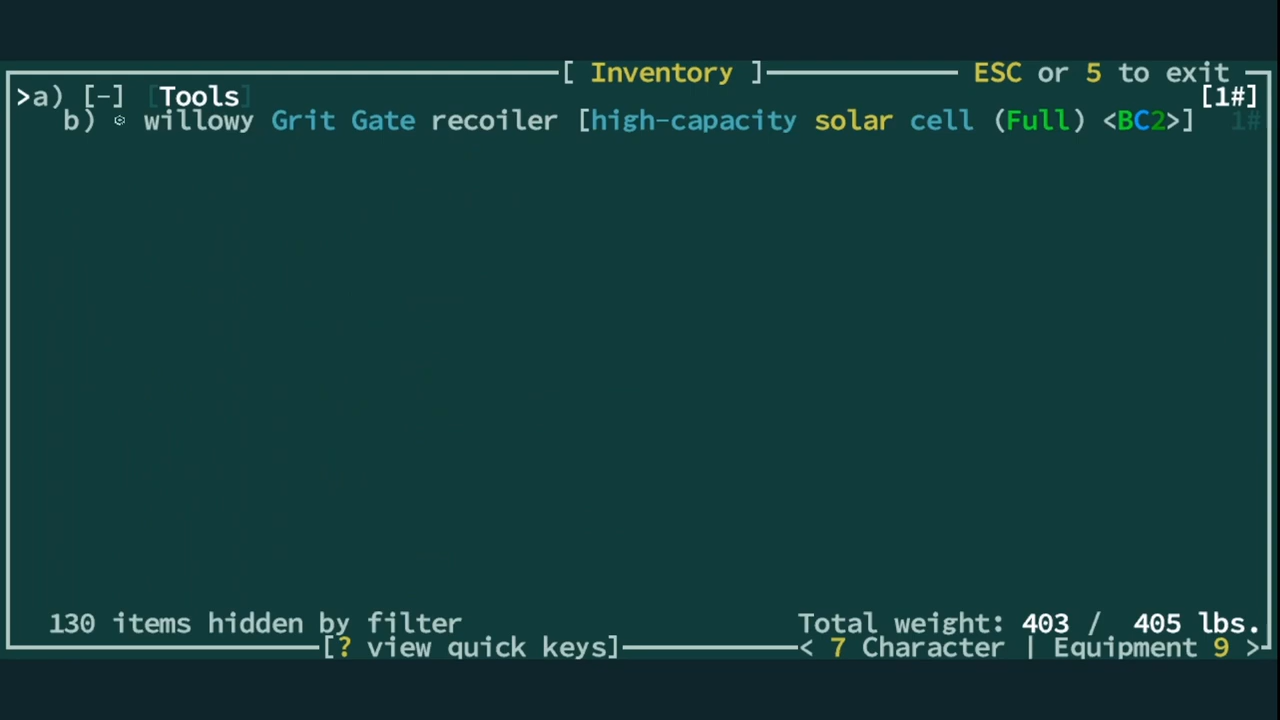 [ Inventory ] ESC or 5 to exit
>a) [-] [Tools] [1#]
b) willowy Grit Gate recoiler [high-capacity solar cell (Full) <BC2>] 1#
130 items hidden by filter Total weight: 403 / 405 lbs.
[? view quick keys] < 7 Character | Equipment 9 >